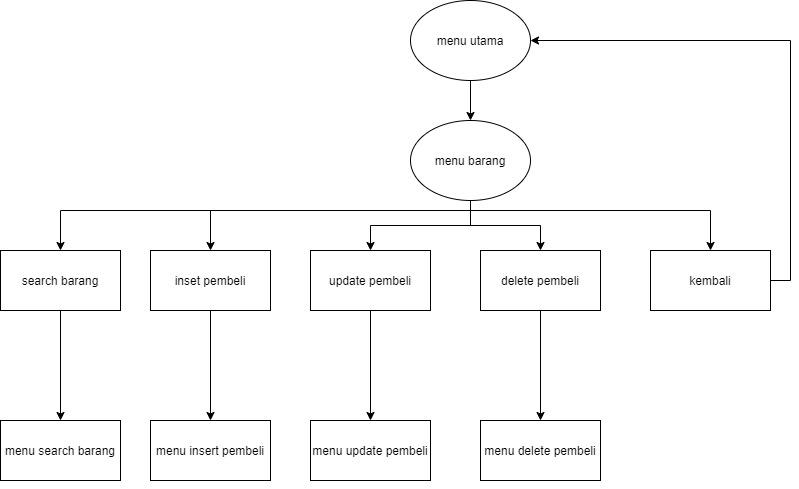 menu utama
menu barang
search barang
inset pembeli
update pembeli
delete pembeli
kembali
menu search barang
menu insert pembeli
menu update pembeli
menu delete pembeli